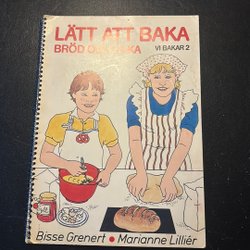 LÄTT ATT BAKA
BRÖD OCH KAKA
VI BAKAR 2
Bisse Grenert • Marianne Lilliér